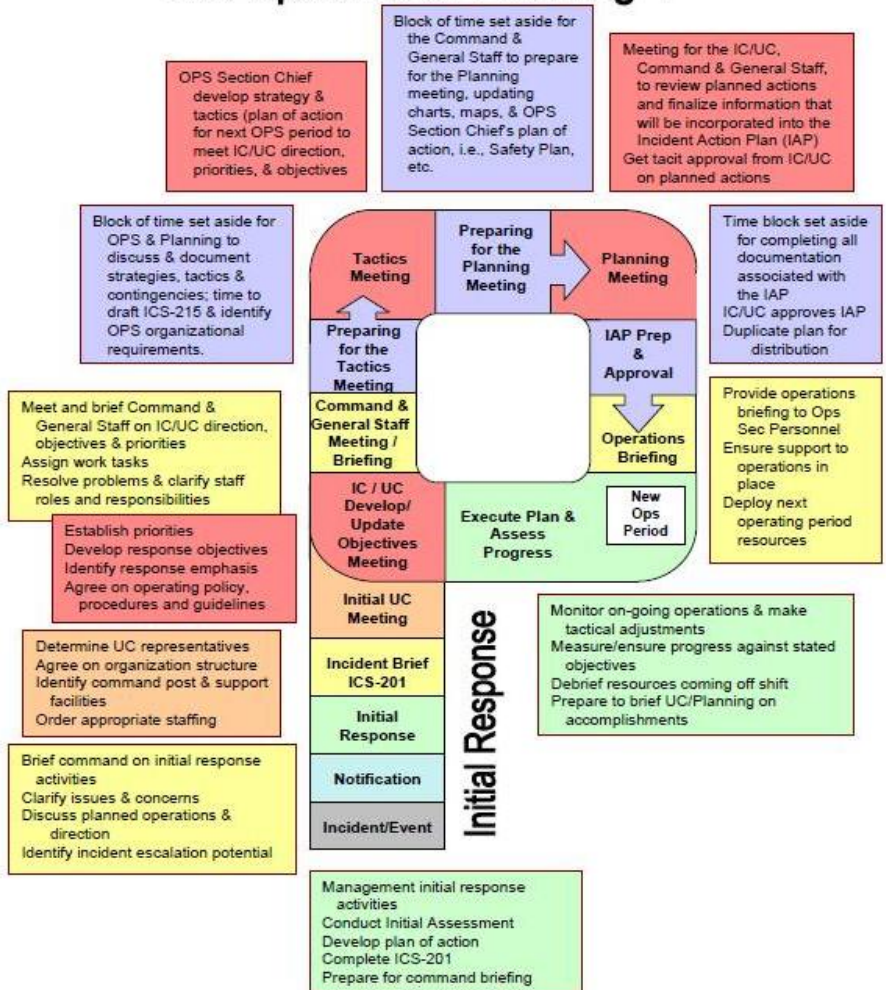 Block of time set aside for
the Command &
General Staff to prepare
for the Planning
meeting, updating
charts, maps, & OPS
Section Chief's plan of
action, i.e., Safety Plan,
etc.
OPS Section Chief
develop strategy &
tactics (plan of action
for next OPS period to
meet IC/UC direction,
priorities, & objectives
Meeting for the IC/UC,
Command & General Staff,
to review planned actions
and finalize information that
will be incorporated into the
Incident Action Plan (IAP)
Get tacit approval from IC/UC
on planned actions
Block of time set aside for
OPS & Planning to
discuss & document
strategies, tactics &
contingencies; time to
draft ICS-215 & identify
OPS organizational
requirements.
Tactics
Meeting
Preparing
for the
Planning
Meeting
Planning
Meeting
Time block set aside
for completing all
documentation
associated with
the IAP
IC/UC approves IAP
Duplicate plan for
distribution
Preparing
for the
Tactics
Meeting
IAP Prep
&
Approval
Meet and brief Command &
General Staff on IC/UC direction,
objectives & priorities
Assign work tasks
Resolve problems & clarify staff
roles and responsibilities
Command &
General Staff
Meeting /
Briefing
Operations
Briefing
Provide operations
briefing to Ops
Sec Personnel
Ensure support to
operations in
place
Deploy next
operating period
resources
Establish priorities
Develop response objectives
Identify response emphasis
Agree on operating policy,
procedures and guidelines
IC / UC
Develop/
Update
Objectives
Meeting
Execute Plan &
Assess
Progress
New
Ops
Period
Initial UC
Meeting
Determine UC representatives
Agree on organization structure
Identify command post & support
facilities
Order appropriate staffing
Incident Brief
ICS-201
Initial
Response
Notification
Incident/Event
Initial Response
Monitor on-going operations & make
tactical adjustments
Measure/ensure progress against stated
objectives
Debrief resources coming off shift
Prepare to brief UC/Planning on
accomplishments
Brief command on initial response
activities
Clarify issues & concerns
Discuss planned operations &
direction
Identify incident escalation potential
Management initial response
activities
Conduct Initial Assessment
Develop plan of action
Complete ICS-201
Prepare for command briefing